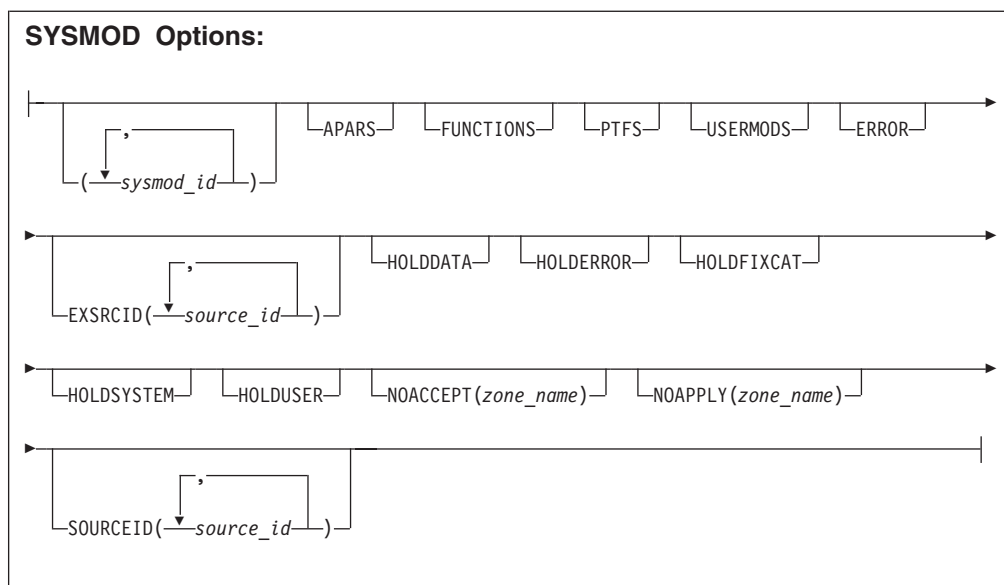 SYSMOD Options:
,
( sysmod_id )
APARS FUNCTIONS PTFS USERMODS ERROR
,
EXSRCID( source_id )
HOLDDATA HOLDERROR HOLDFIXCAT
HOLDSYSTEM HOLDUSER NOACCEPT(zone_name) NOAPPLY(zone_name)
,
SOURCEID( source_id )